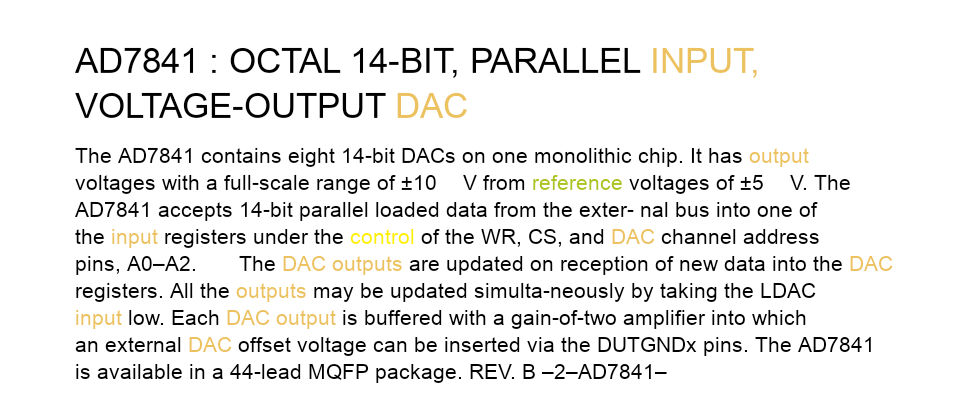 AD7841 : OCTAL 14-BIT, PARALLEL INPUT,
VOLTAGE-OUTPUT DAC
The AD7841 contains eight 14-bit DACs on one monolithic chip. It has output
voltages with a full-scale range of ±10 V from reference voltages of ±5 V. The
AD7841 accepts 14-bit parallel loaded data from the exter- nal bus into one of
the input registers under the control of the WR, CS, and DAC channel address
pins, A0–A2. The DAC outputs are updated on reception of new data into the DAC
registers. All the outputs may be updated simulta-neously by taking the LDAC
input low. Each DAC output is buffered with a gain-of-two amplifier into which
an external DAC offset voltage can be inserted via the DUTGNDx pins. The AD7841
is available in a 44-lead MQFP package. REV. B –2–AD7841–